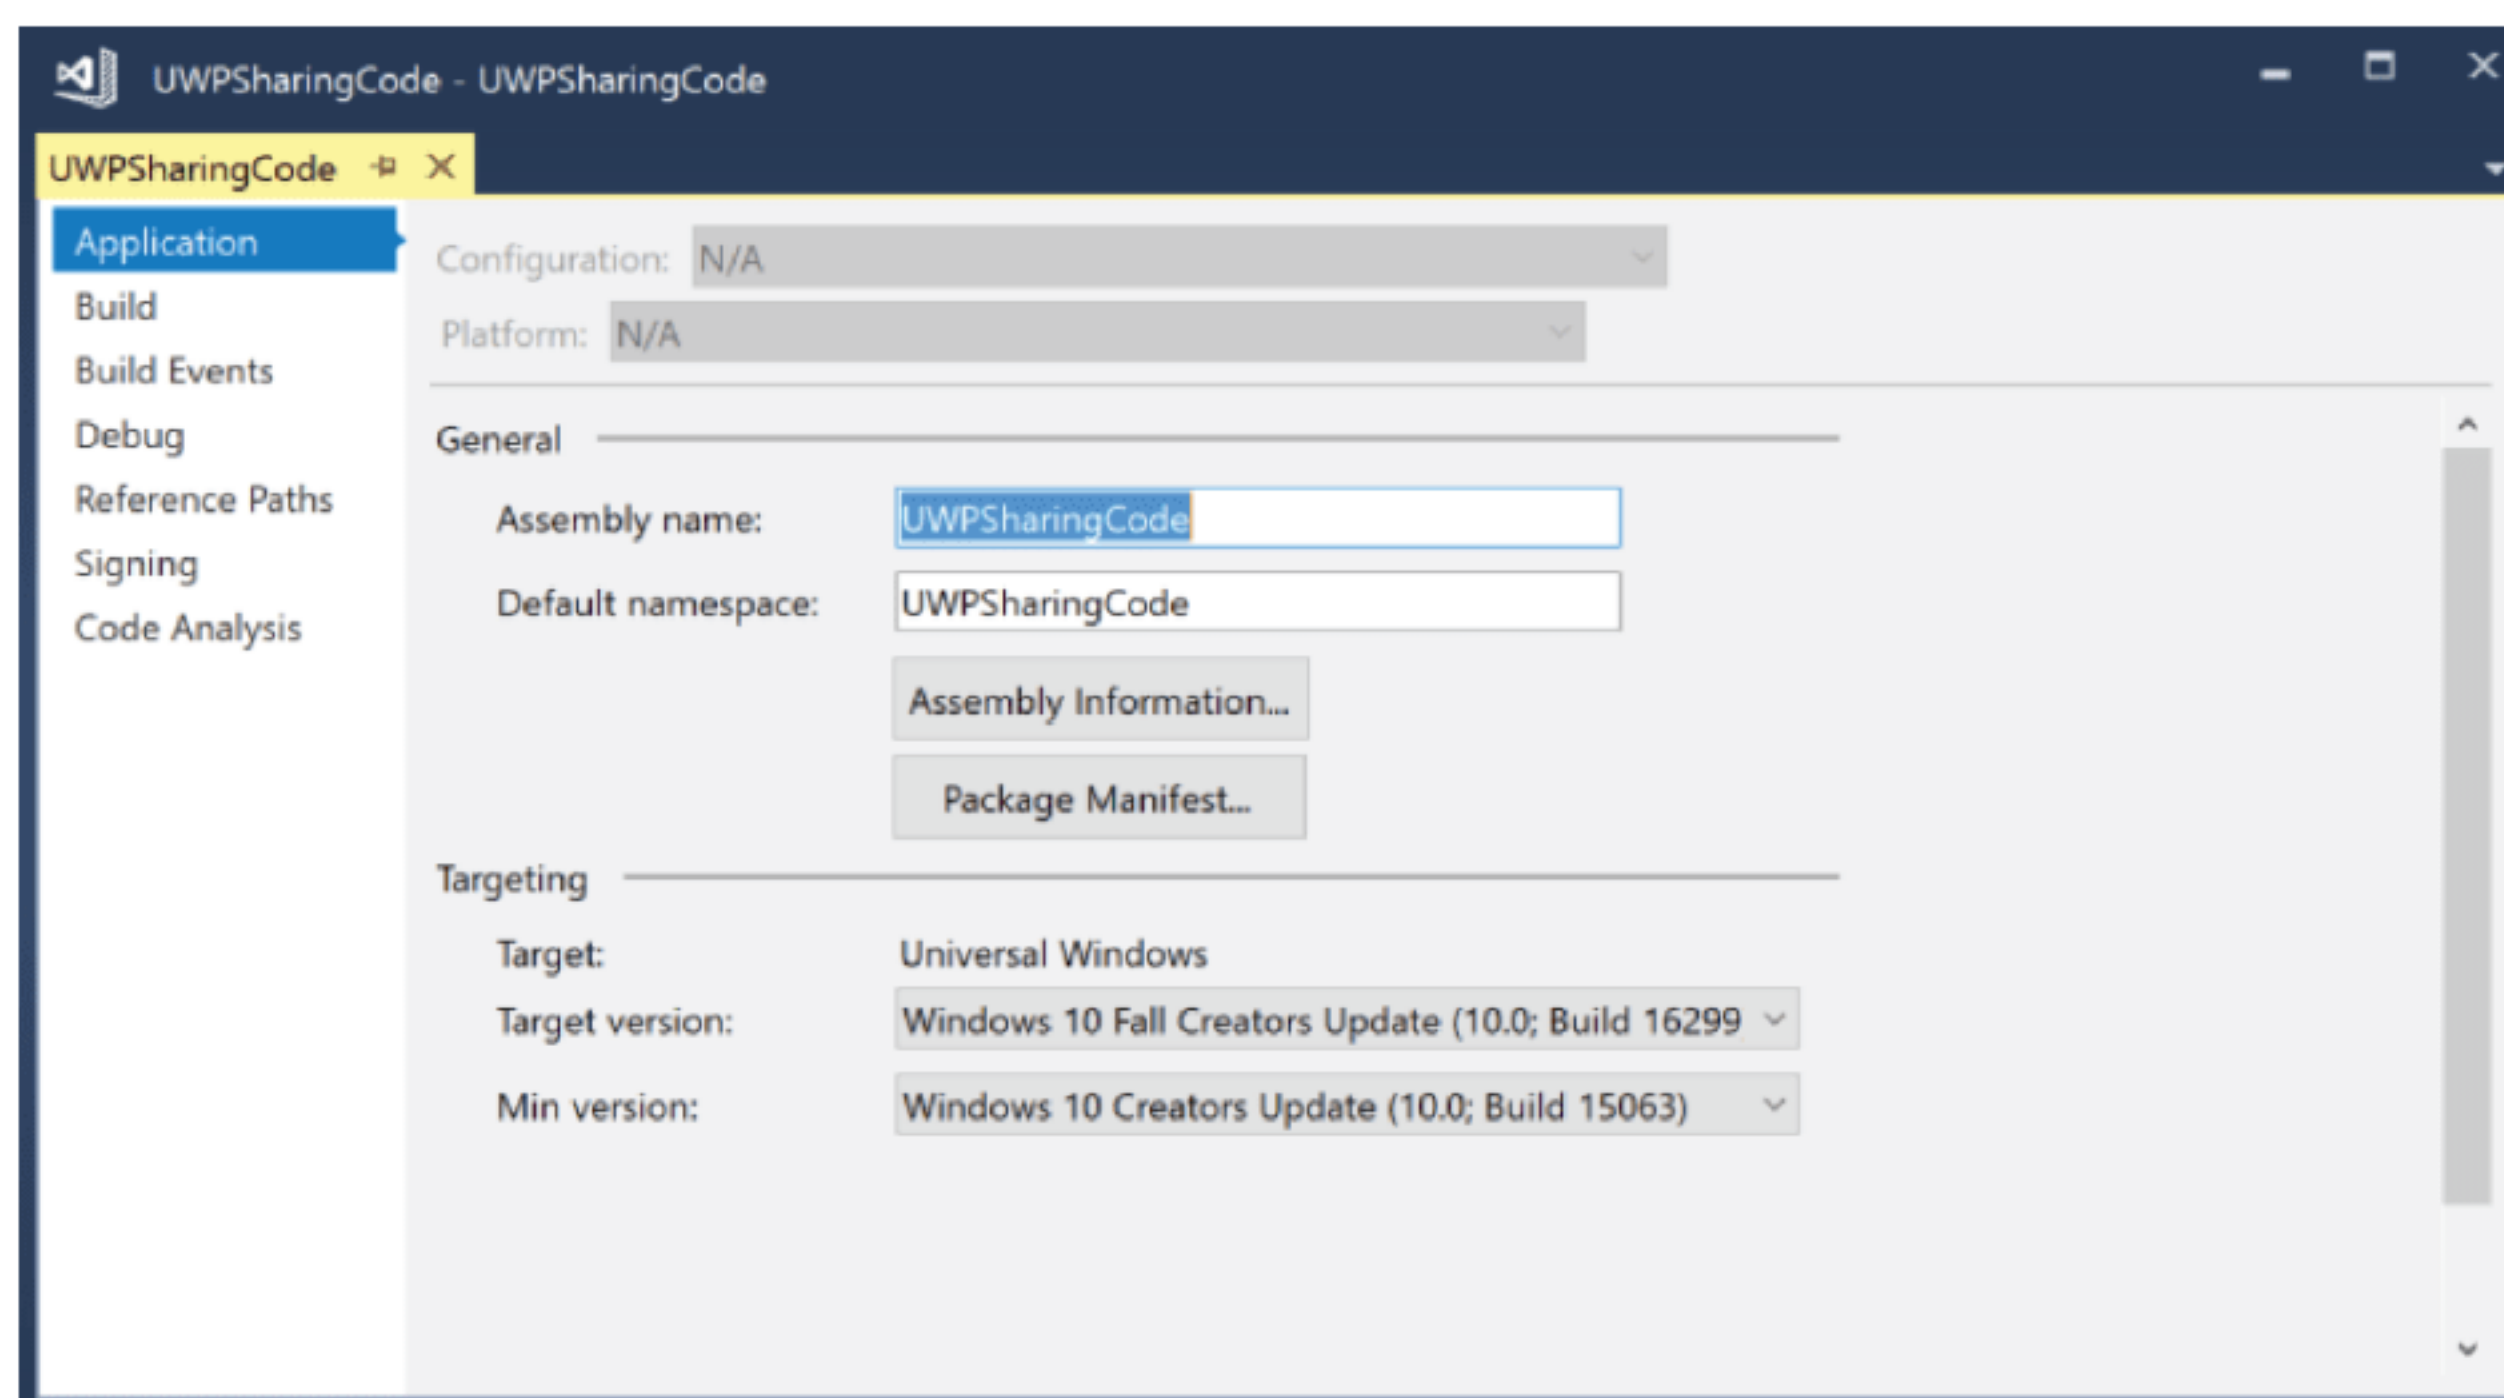 UWPSharingCode - UWPSharingCode
UWPSharingCode
Application
Build
Build Events
Debug
Reference Paths
Signing
Code Analysis
Configuration: N/A
Platform: N/A
General
Assembly name: UWPSharingCode
Default namespace: UWPSharingCode
Assembly Information...
Package Manifest...
Targeting
Target: Universal Windows
Target version: Windows 10 Fall Creators Update (10.0; Build 16299
Min version: Windows 10 Creators Update (10.0; Build 15063)